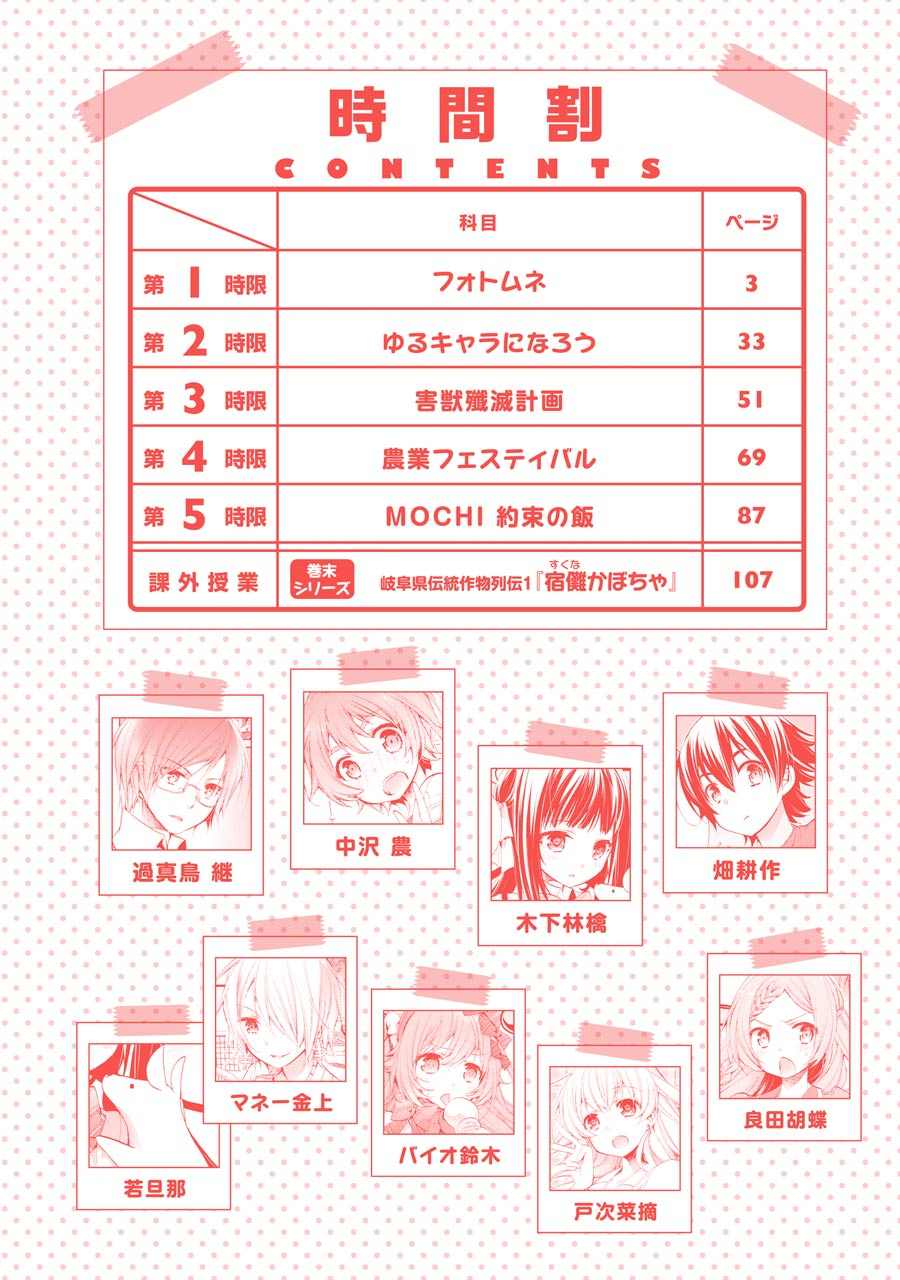 時間割
CONTENTS
科目 ページ
第1時限 フォトムネ 3
第2時限 ゆるキャラになろう 33
第3時限 害獣殲滅計画 51
第4時限 農業フェスティバル 69
第5時限 MOCHI 約束の飯 87
課外授業 巻末シリーズ 岐阜県伝統作物列伝1『宿儺かぼちゃ』 107
すくな
過真鳥 継
中沢 農
木下林檎
畑耕作
若旦那
マネー金上
バイオ鈴木
戸次菜摘
良田胡蝶